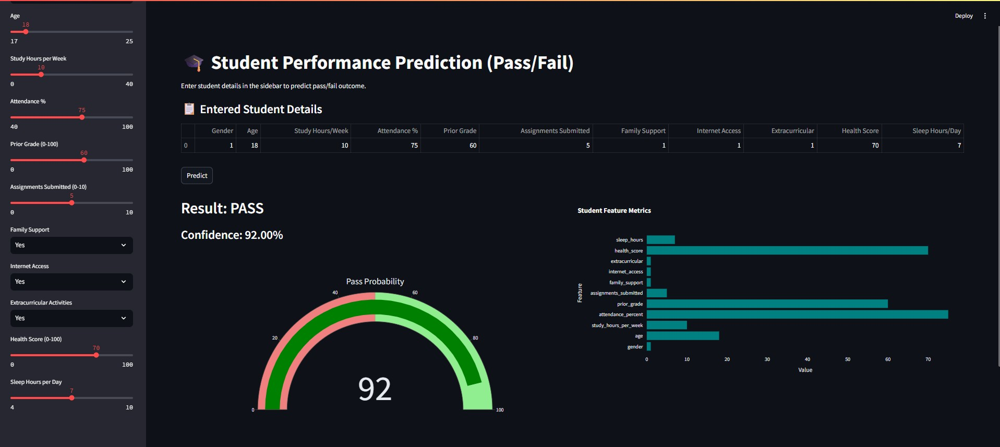 Age
18
17 25
Study Hours per Week
10
0 40
Attendance %
75
40 100
Prior Grade (0-100)
60
0 100
Assignments Submitted (0-10)
5
0 10
Family Support
Yes
Internet Access
Yes
Extracurricular Activities
Yes
Health Score (0-100)
70
0 100
Sleep Hours per Day
7
4 10
Deploy
Student Performance Prediction (Pass/Fail)
Enter student details in the sidebar to predict pass/fail outcome.
Entered Student Details
Gender Age Study Hours/Week Attendance % Prior Grade Assignments Submitted Family Support Internet Access Extracurricular Health Score Sleep Hours/Day
0 1 18 10 75 60 5 1 1 1 70 7
Predict
Result: PASS
Confidence: 92.00%
Pass Probability
0 20 40 60 80 100
92
Student Feature Metrics
Feature
sleep_hours
health_score
extracurricular
internet_access
family_support
assignments_submitted
prior_grade
attendance_percent
study_hours_per_week
age
gender
0 10 20 30 40 50 60 70
Value